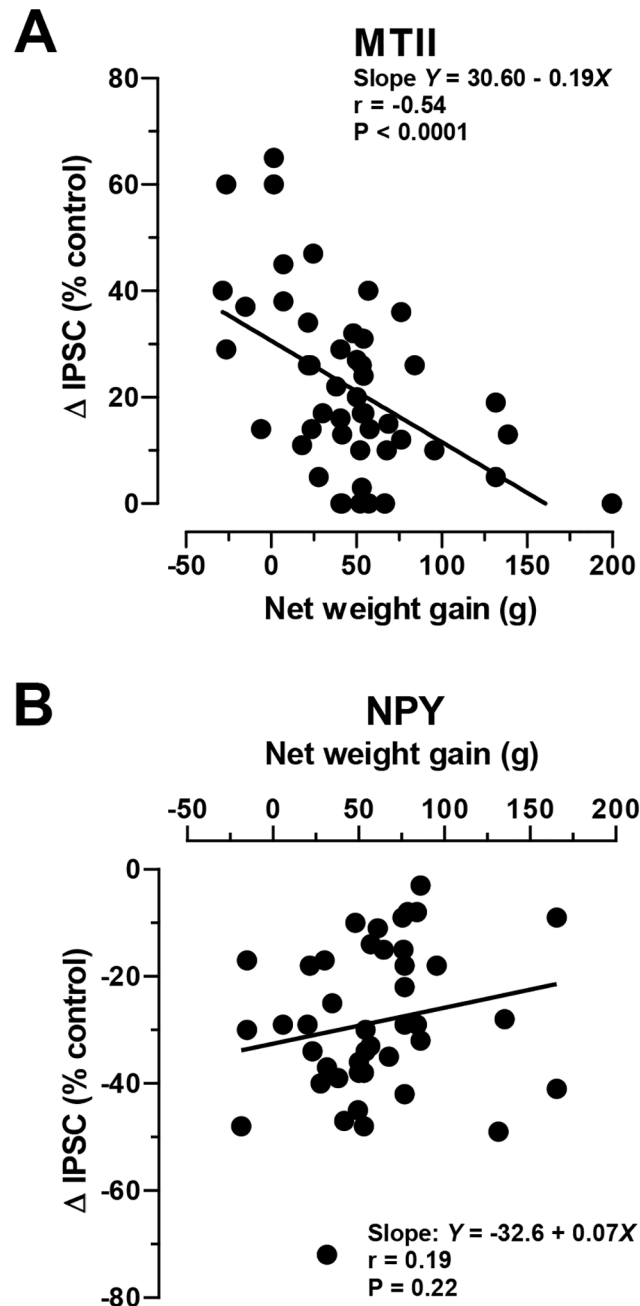 A
MTII
Slope Y = 30.60 - 0.19X
r = -0.54
P < 0.0001
80
60
40
20
0
Δ IPSC (% control)
-50 0 50 100 150 200
Net weight gain (g)
B
NPY
Net weight gain (g)
-50 0 50 100 150 200
0
-20
-40
-60
-80
Δ IPSC (% control)
Slope: Y = -32.6 + 0.07X
r = 0.19
P = 0.22